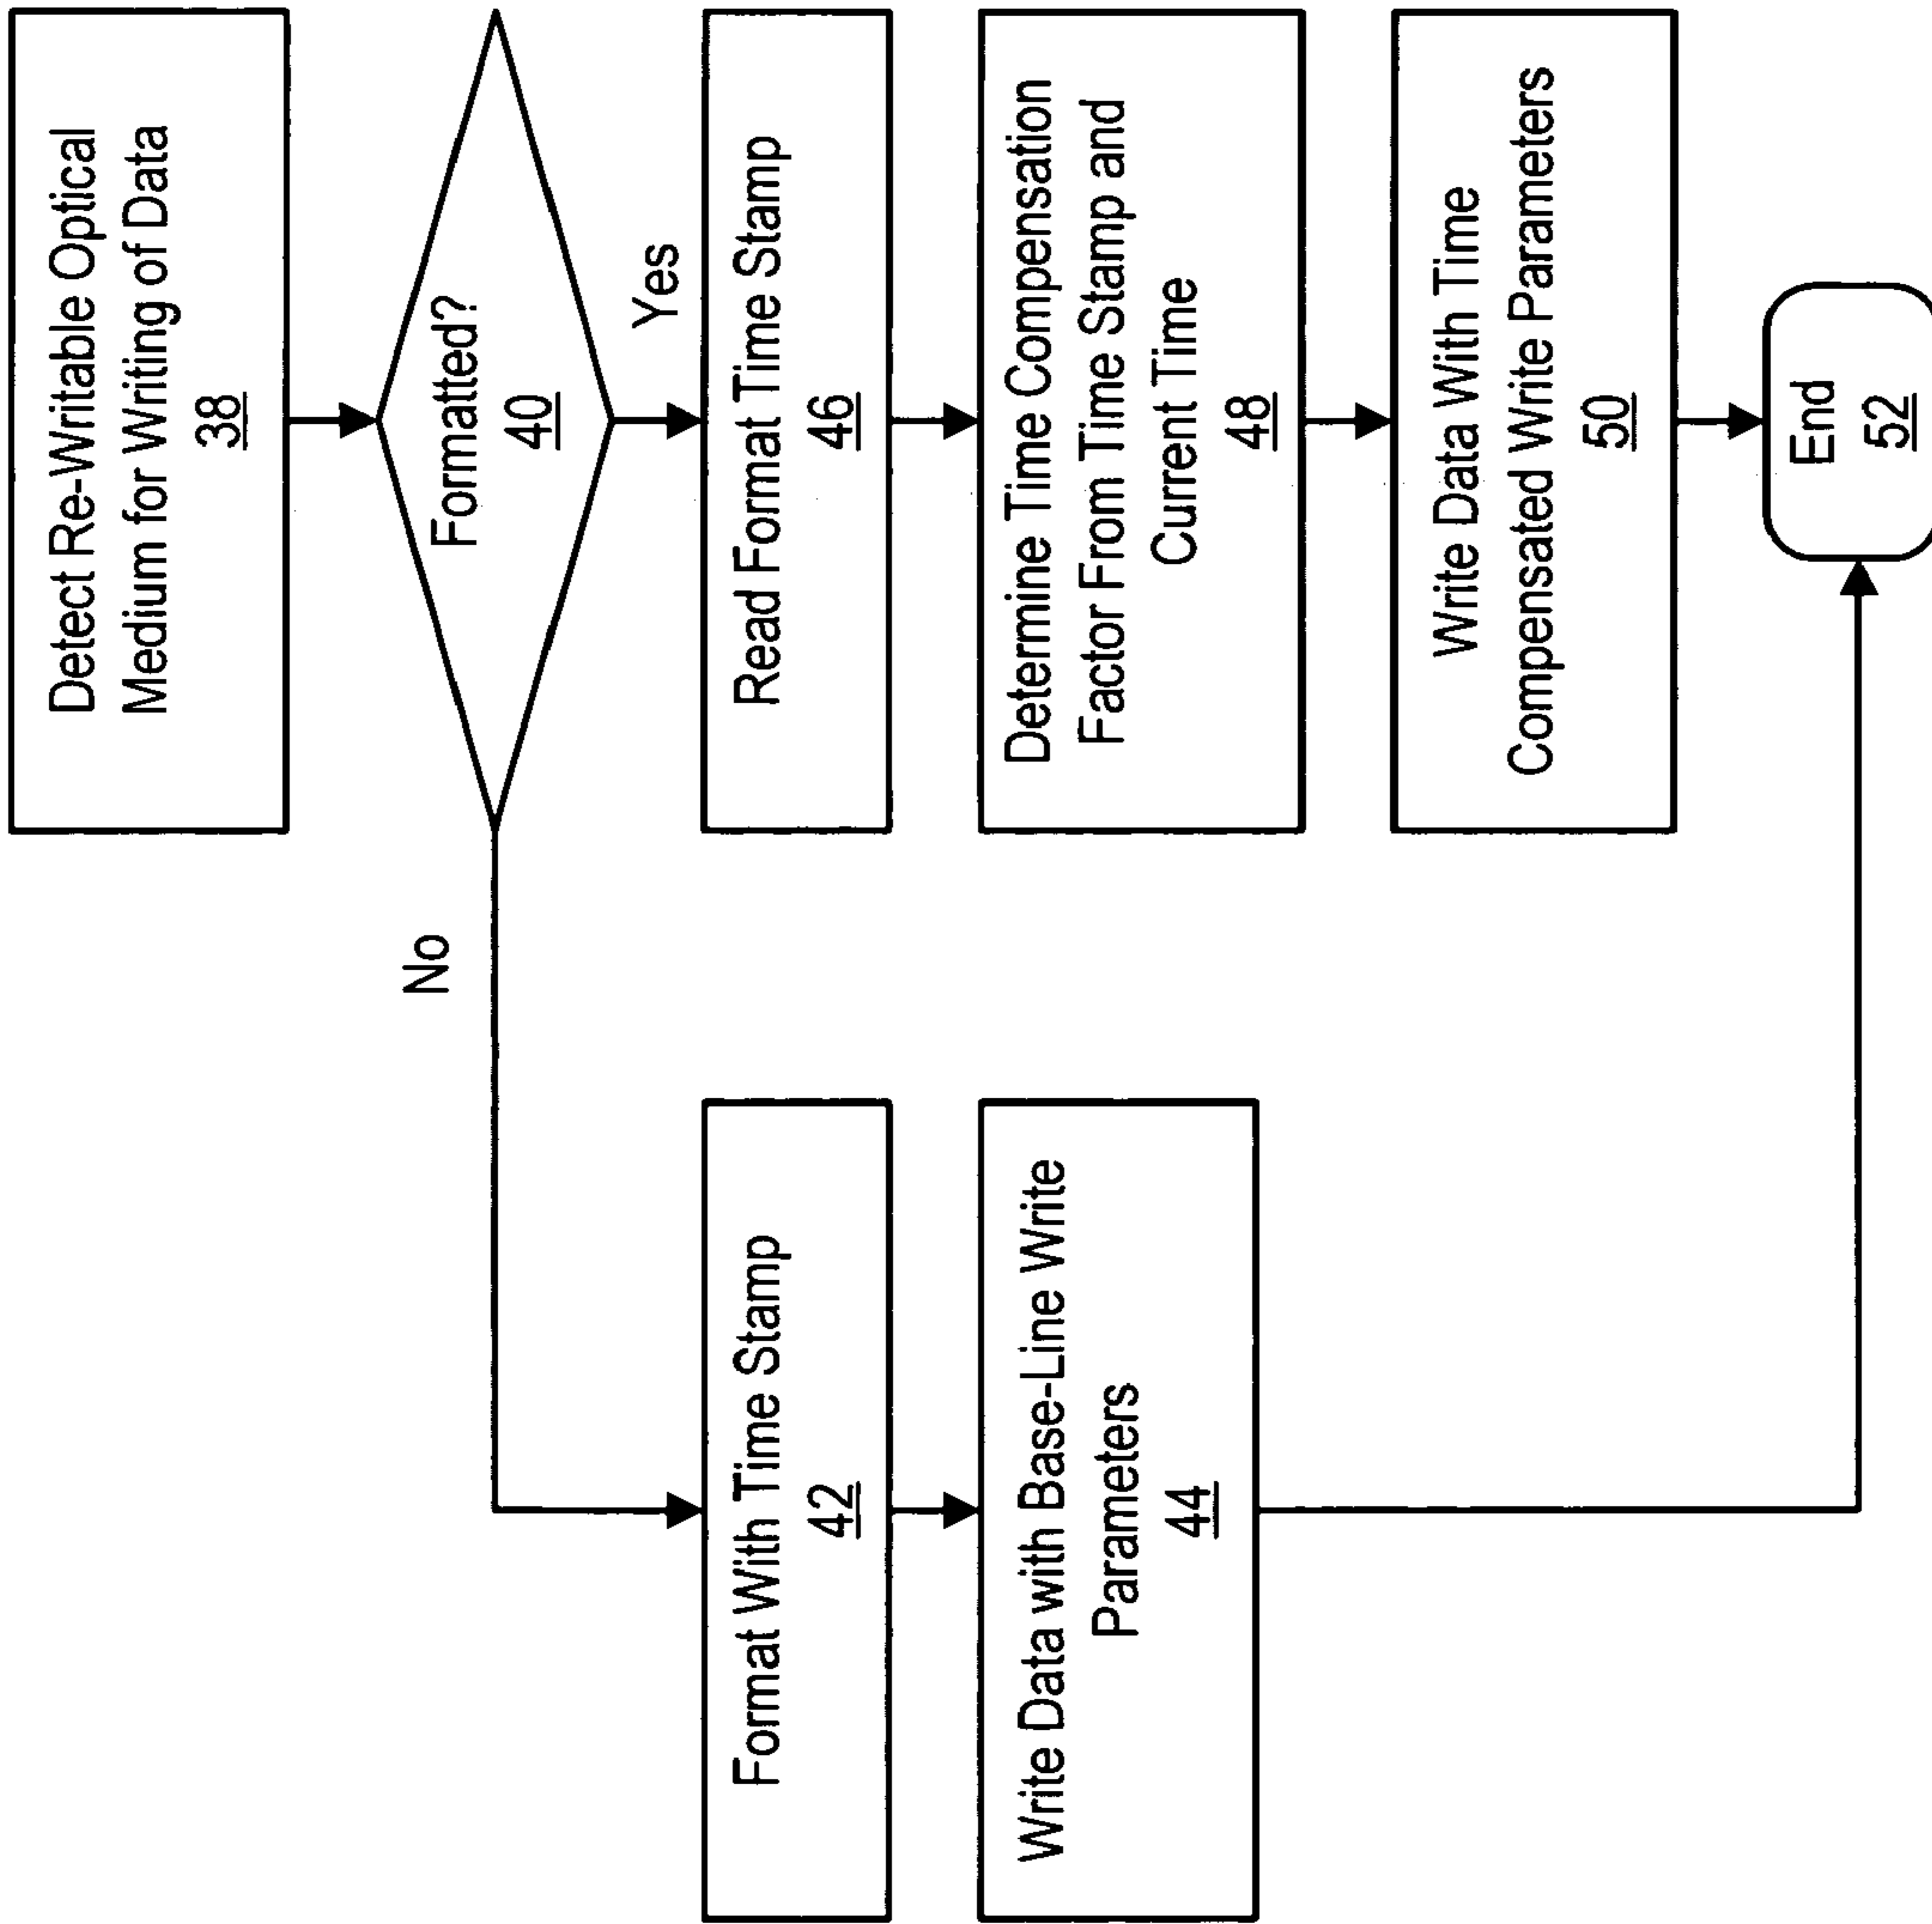 Detect Re-Writable Optical
Medium for Writing of Data
38
Formatted?
40
No
Yes
Format With Time Stamp
42
Write Data with Base-Line Write
Parameters
44
Read Format Time Stamp
46
Determine Time Compensation
Factor From Time Stamp and
Current Time
48
Write Data With Time
Compensated Write Parameters
50
End
52